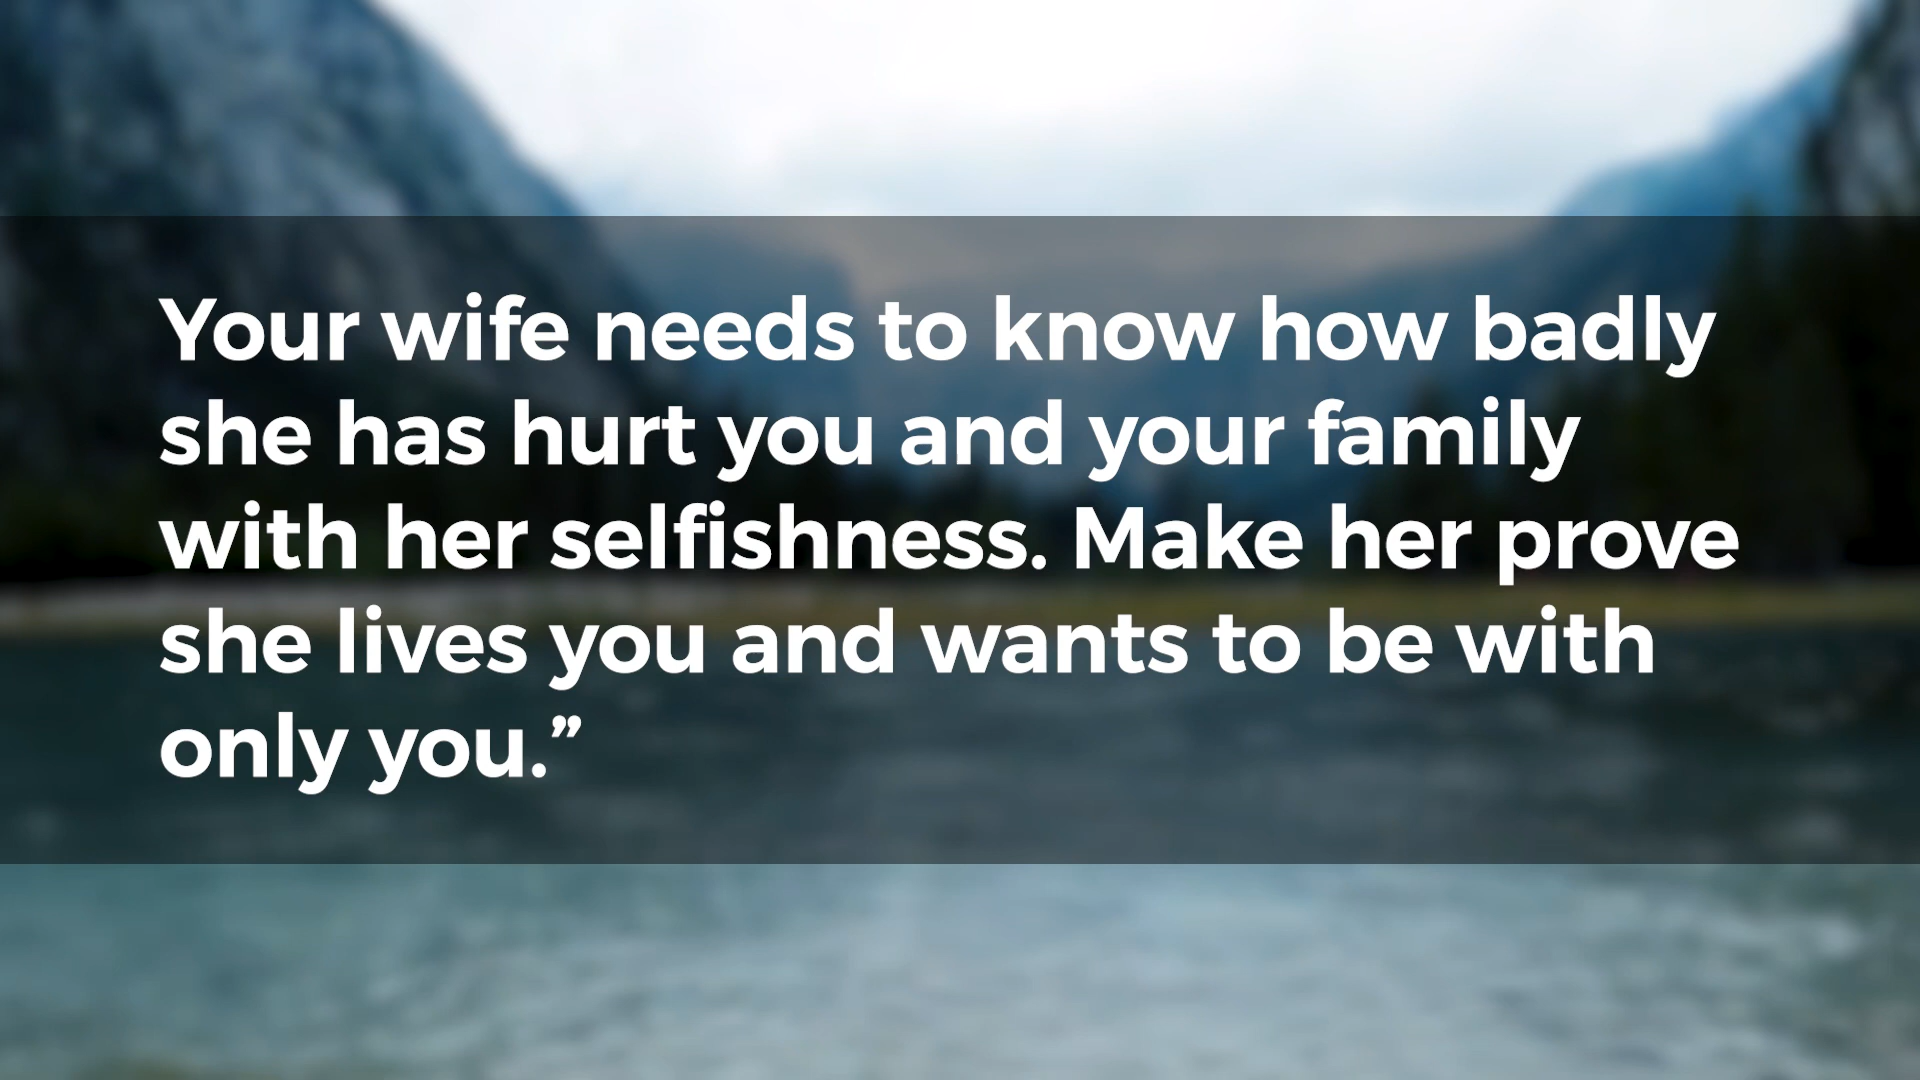 Your wife needs to know how badly
she has hurt you and your family
with her selfishness. Make her prove
she lives you and wants to be with
only you.”